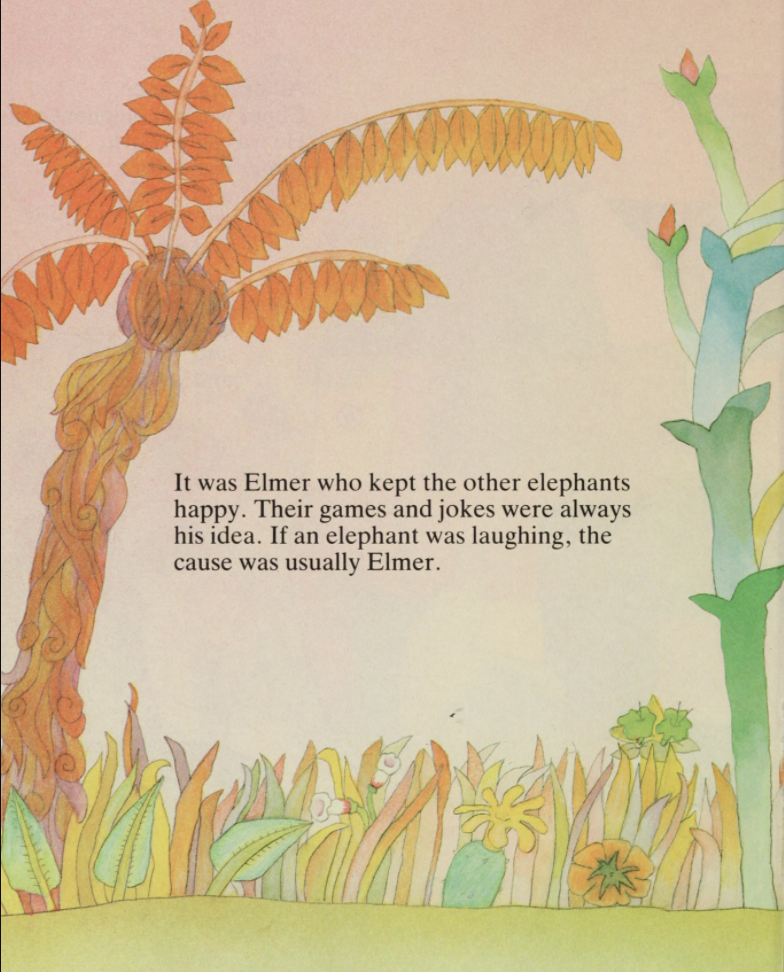 It was Elmer who kept the other elephants
happy. Their games and jokes were always
his idea. If an elephant was laughing, the
cause was usually Elmer.